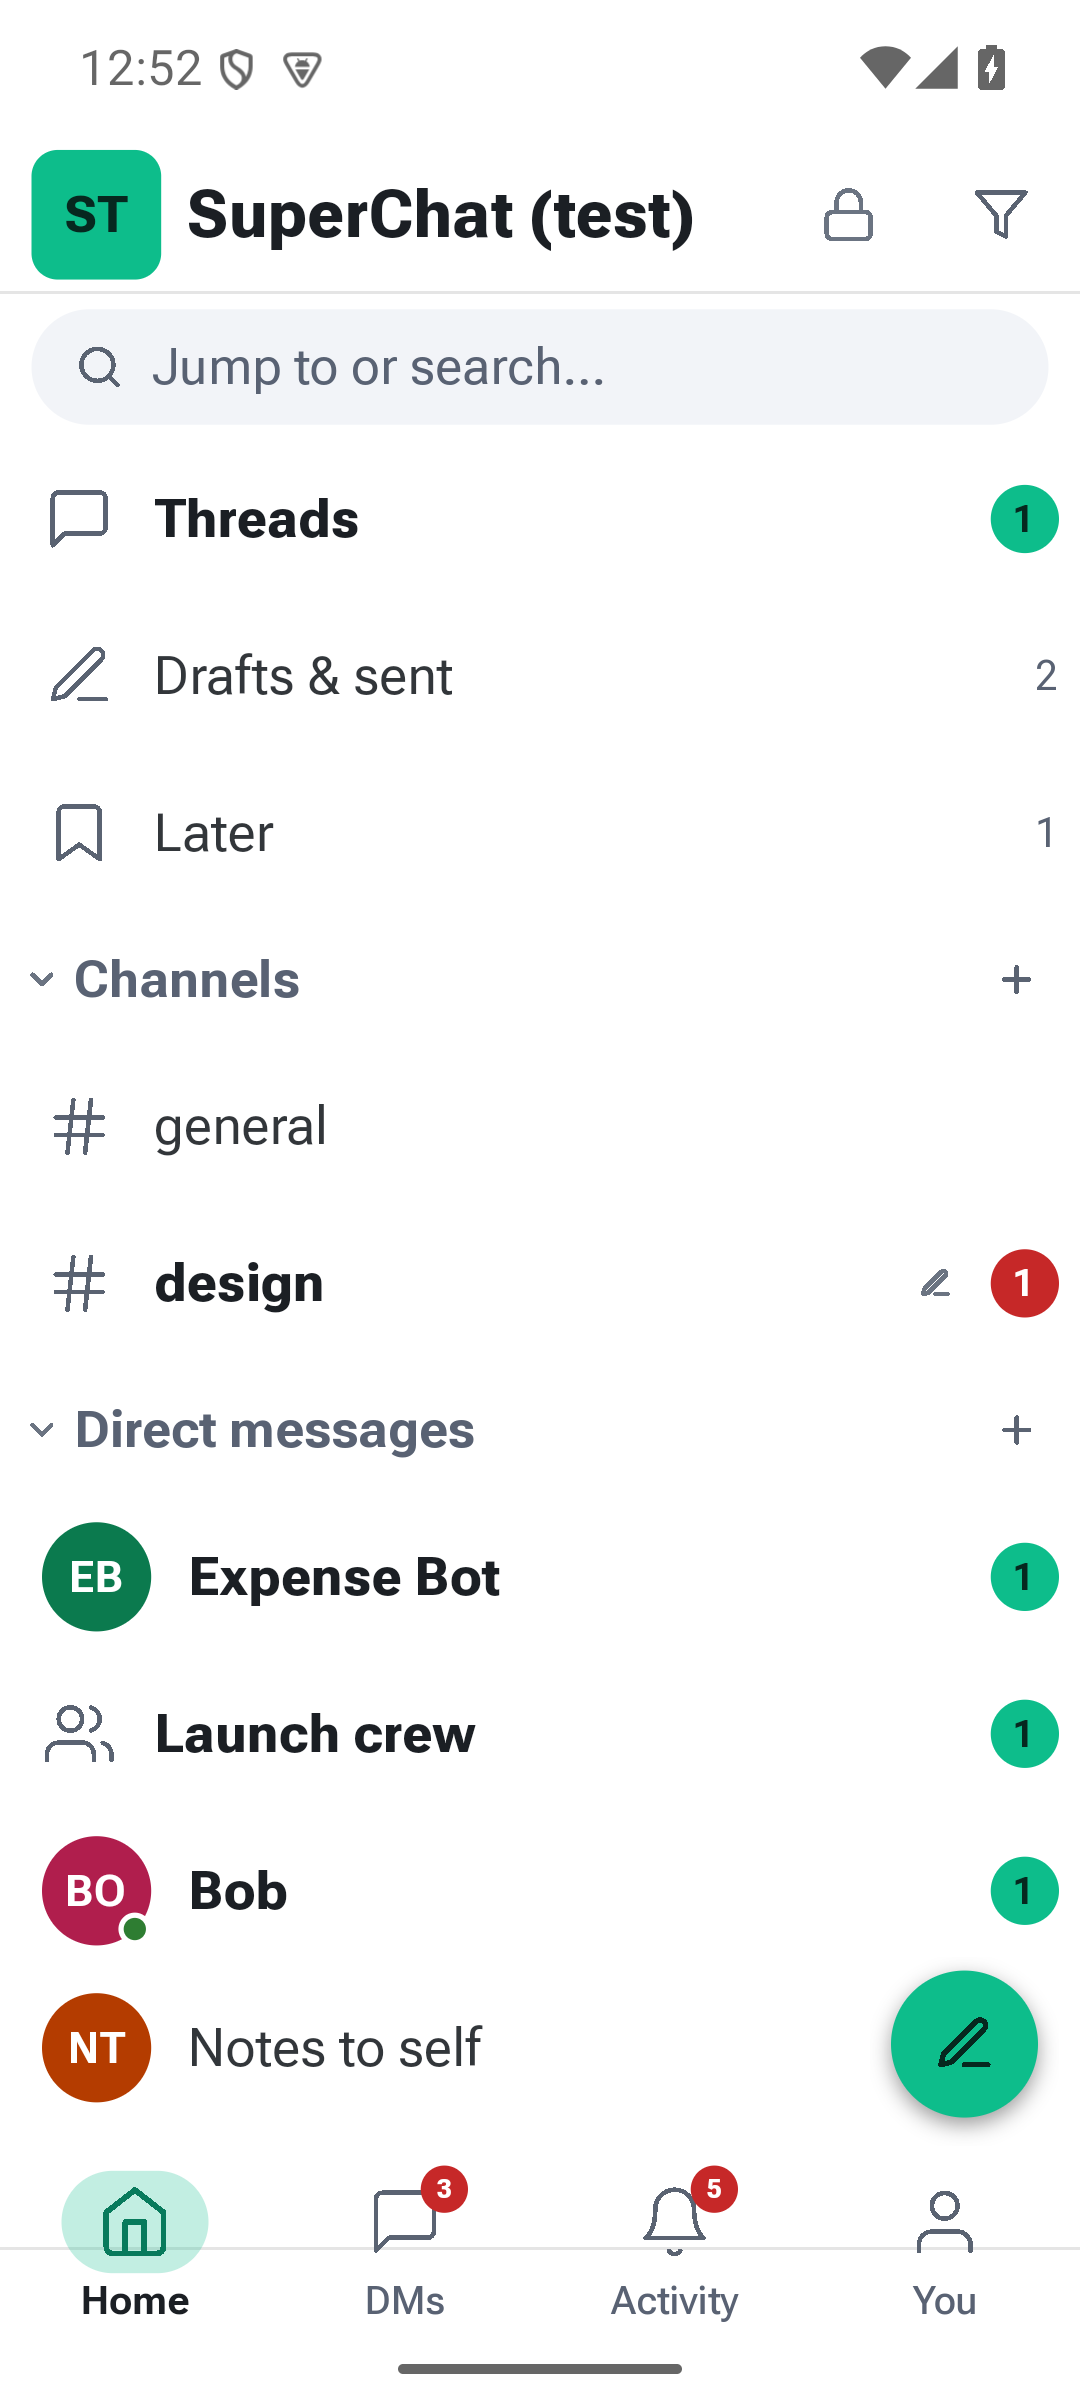 12:52
ST SuperChat (test)
Jump to or search...
Threads 1
Drafts & sent 2
Later 1
Channels
general
design 1
Direct messages
EB Expense Bot 1
Launch crew 1
BO Bob 1
NT Notes to self
3 5
Home DMs Activity You